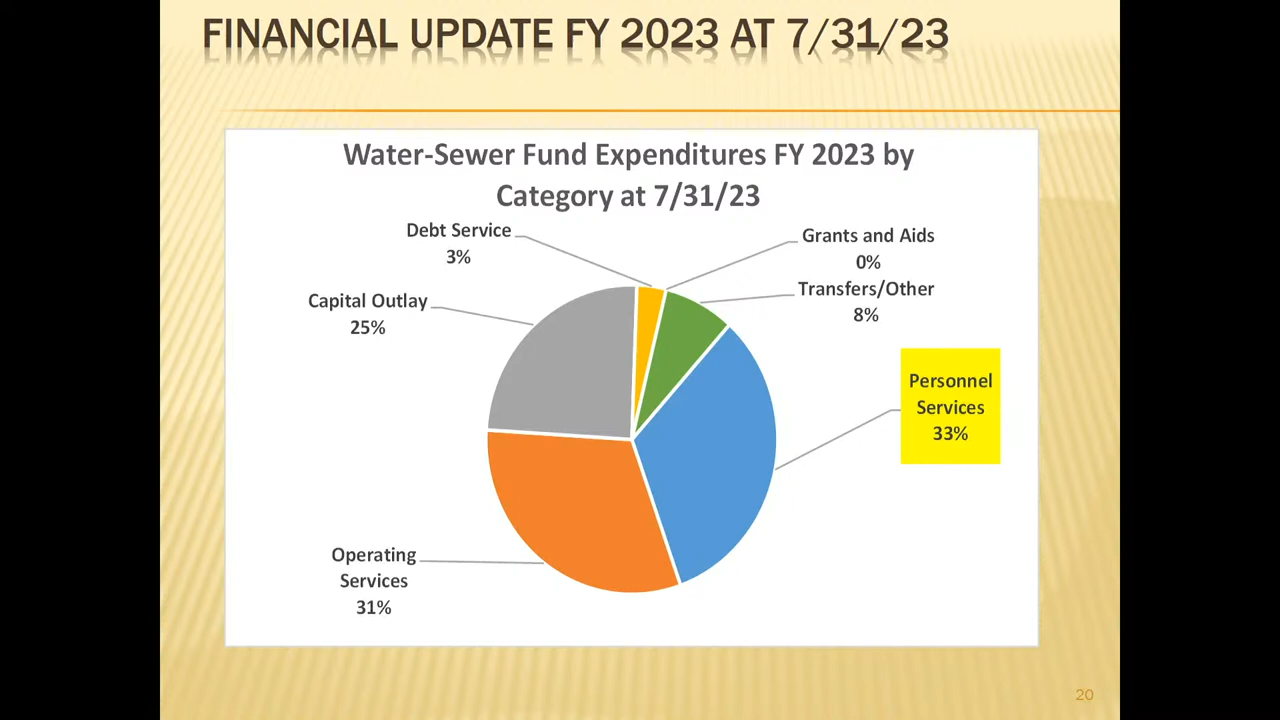 FINANCIAL UPDATE FY 2023 AT 7/31/23
Water-Sewer Fund Expenditures FY 2023 by
Category at 7/31/23
Debt Service
3%
Grants and Aids
0%
Transfers/Other
8%
Capital Outlay
25%
Personnel
Services
33%
Operating
Services
31%
20